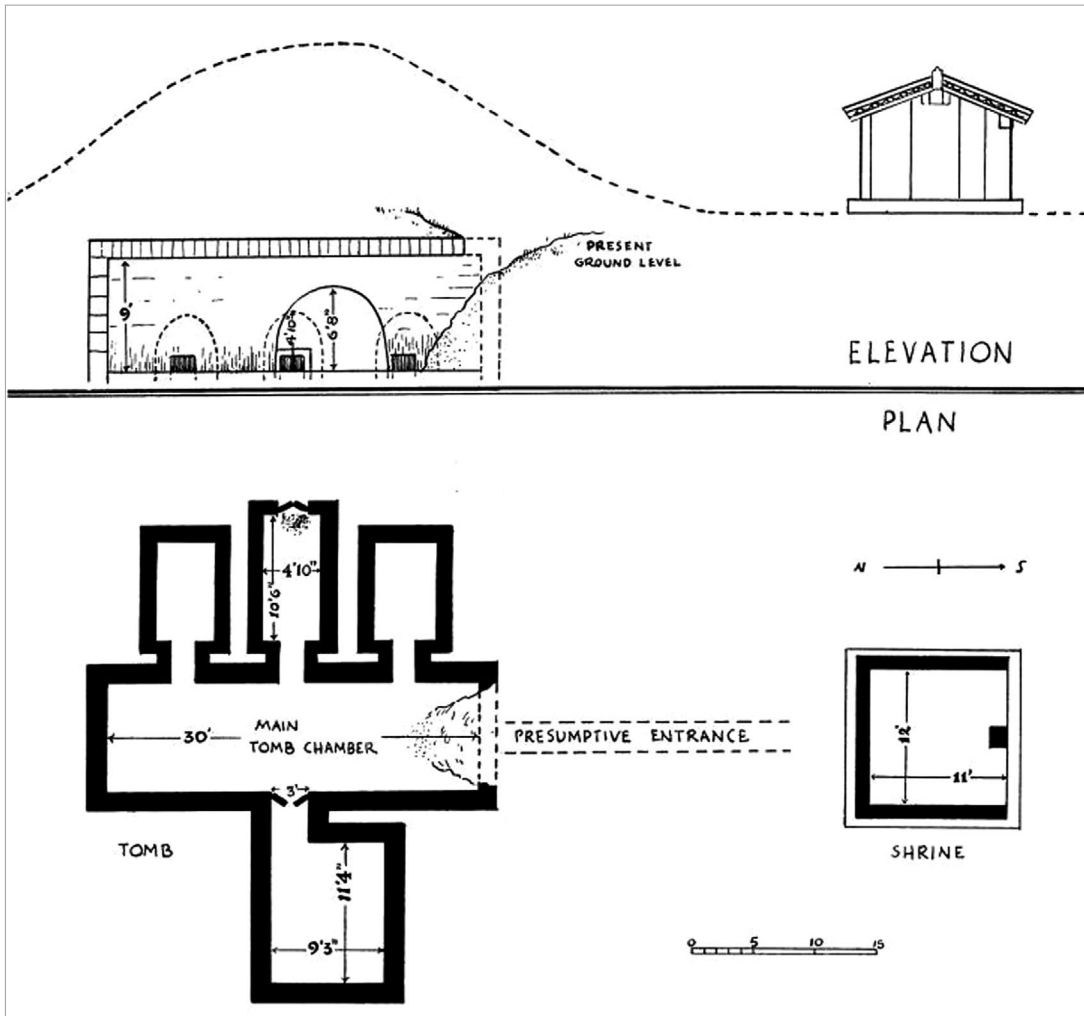 PRESENT
GROUND LEVEL
9'
4'10"
6'8"
ELEVATION
PLAN
N S
4'10"
10'6"
30'
MAIN
TOMB CHAMBER
PRESUMPTIVE ENTRANCE
12'
11'
3'
TOMB
SHRINE
11'4"
9'3"
0 5 10 15